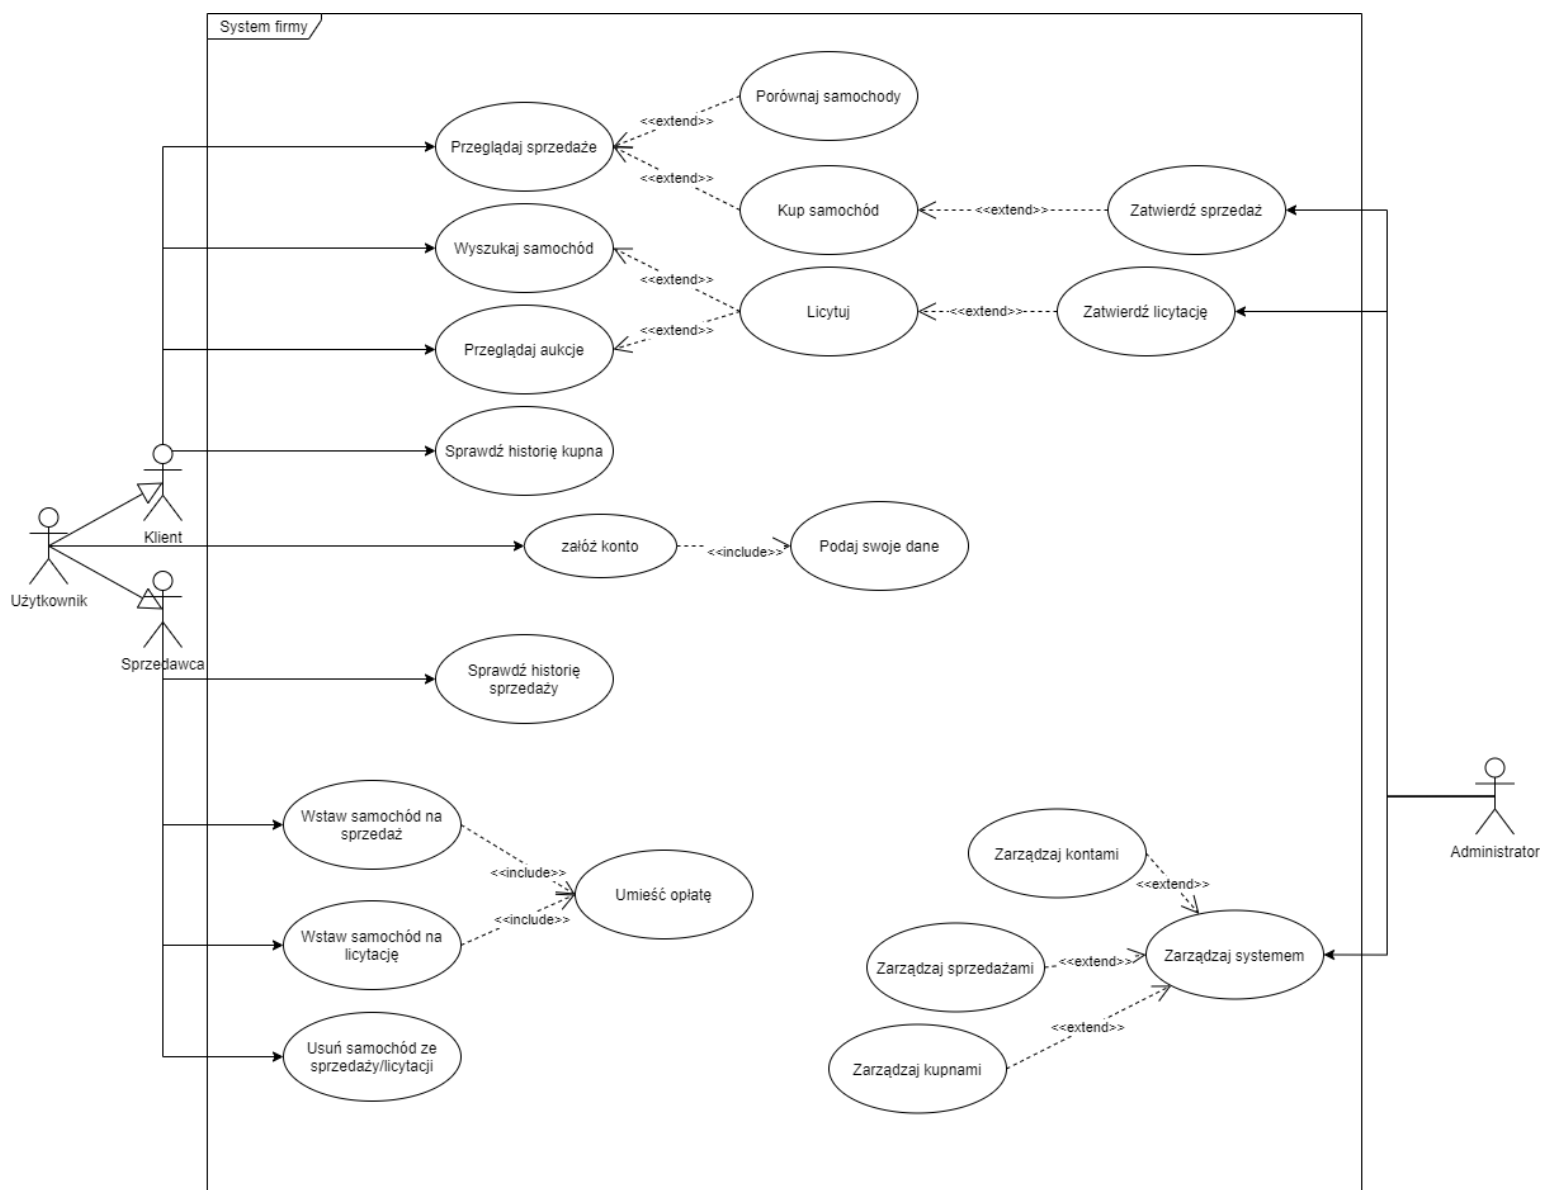 System firmy
Porównaj samochody
<<extend>>
Przeglądaj sprzedaże
<<extend>>
Kup samochód
<<extend>>
Zatwierdź sprzedaż
Wyszukaj samochód
<<extend>>
Licytuj
<<extend>>
Zatwierdź licytację
<<extend>>
Przeglądaj aukcje
Sprawdź historię kupna
Klient
załóż konto
<<include>>
Podaj swoje dane
Użytkownik
Sprzedawca
Sprawdź historię
sprzedaży
Wstaw samochód na
sprzedaż
<<include>>
Umieść opłatę
<<include>>
Wstaw samochód na
licytację
Usuń samochód ze
sprzedaży/licytacji
Administrator
Zarządzaj kontami
<<extend>>
Zarządzaj sprzedażami
<<extend>>
Zarządzaj systemem
<<extend>>
Zarządzaj kupnami